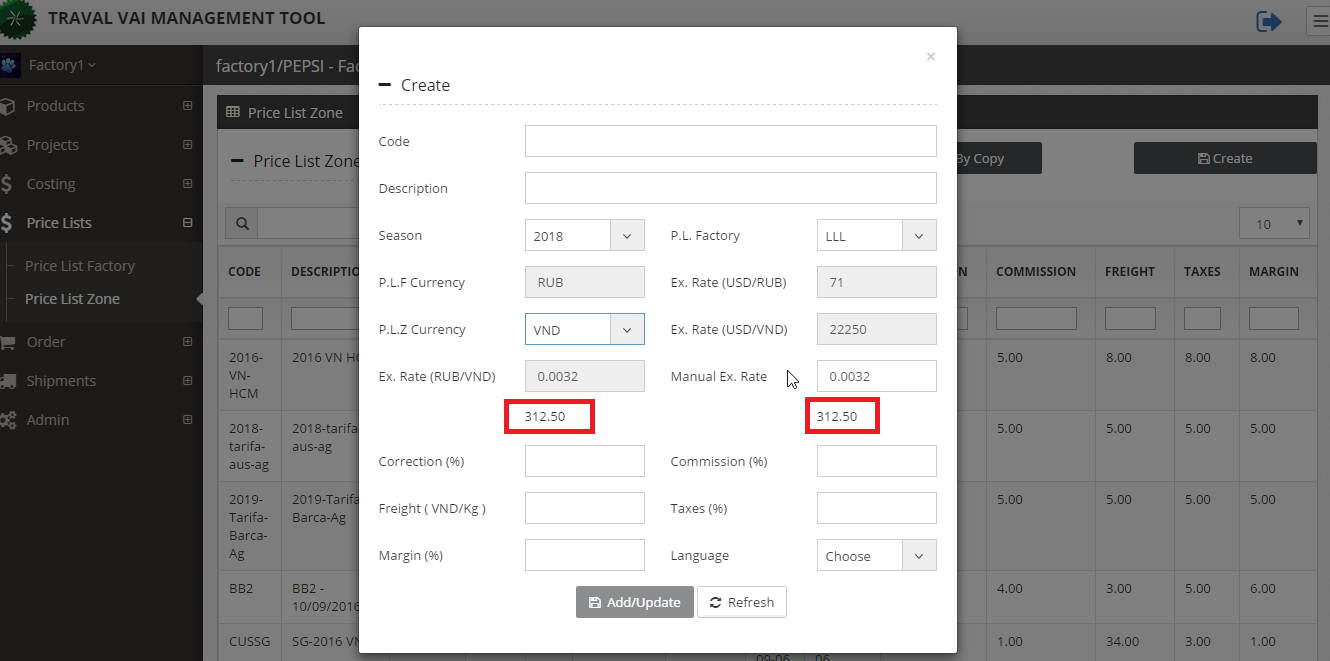 TRAVAL VAI MANAGEMENT TOOL
Factory1
factory1/PEPSI - Fac
Products
Projects
Costing
Price Lists
Price List Factory
Price List Zone
Order
Shipments
Admin
Price List Zone
Price List Zone
By Copy
Create
10
CODE DESCRIPTIO N COMMISSION FREIGHT TAXES MARGIN
2016-VN-HCM 2016 VN HC 5.00 8.00 8.00 8.00
2018-tarifa-aus-ag 2018-tarifa-aus-ag 5.00 5.00 5.00 5.00
2019-Tarifa-Barca-Ag 2019-Tarifa-Barca-Ag 5.00 5.00 5.00 5.00
BB2 BB2 - 10/09/2016 4.00 3.00 5.00 6.00
CUSSG SG-2016 VN 1.00 34.00 3.00 1.00
×
Create
Code
Description
Season 2018 P.L. Factory LLL
P.L.F Currency RUB Ex. Rate (USD/RUB) 71
P.L.Z Currency VND Ex. Rate (USD/VND) 22250
Ex. Rate (RUB/VND) 0.0032 Manual Ex. Rate 0.0032
312.50 312.50
Correction (%) Commission (%)
Freight ( VND/Kg ) Taxes (%)
Margin (%) Language Choose
Add/Update Refresh